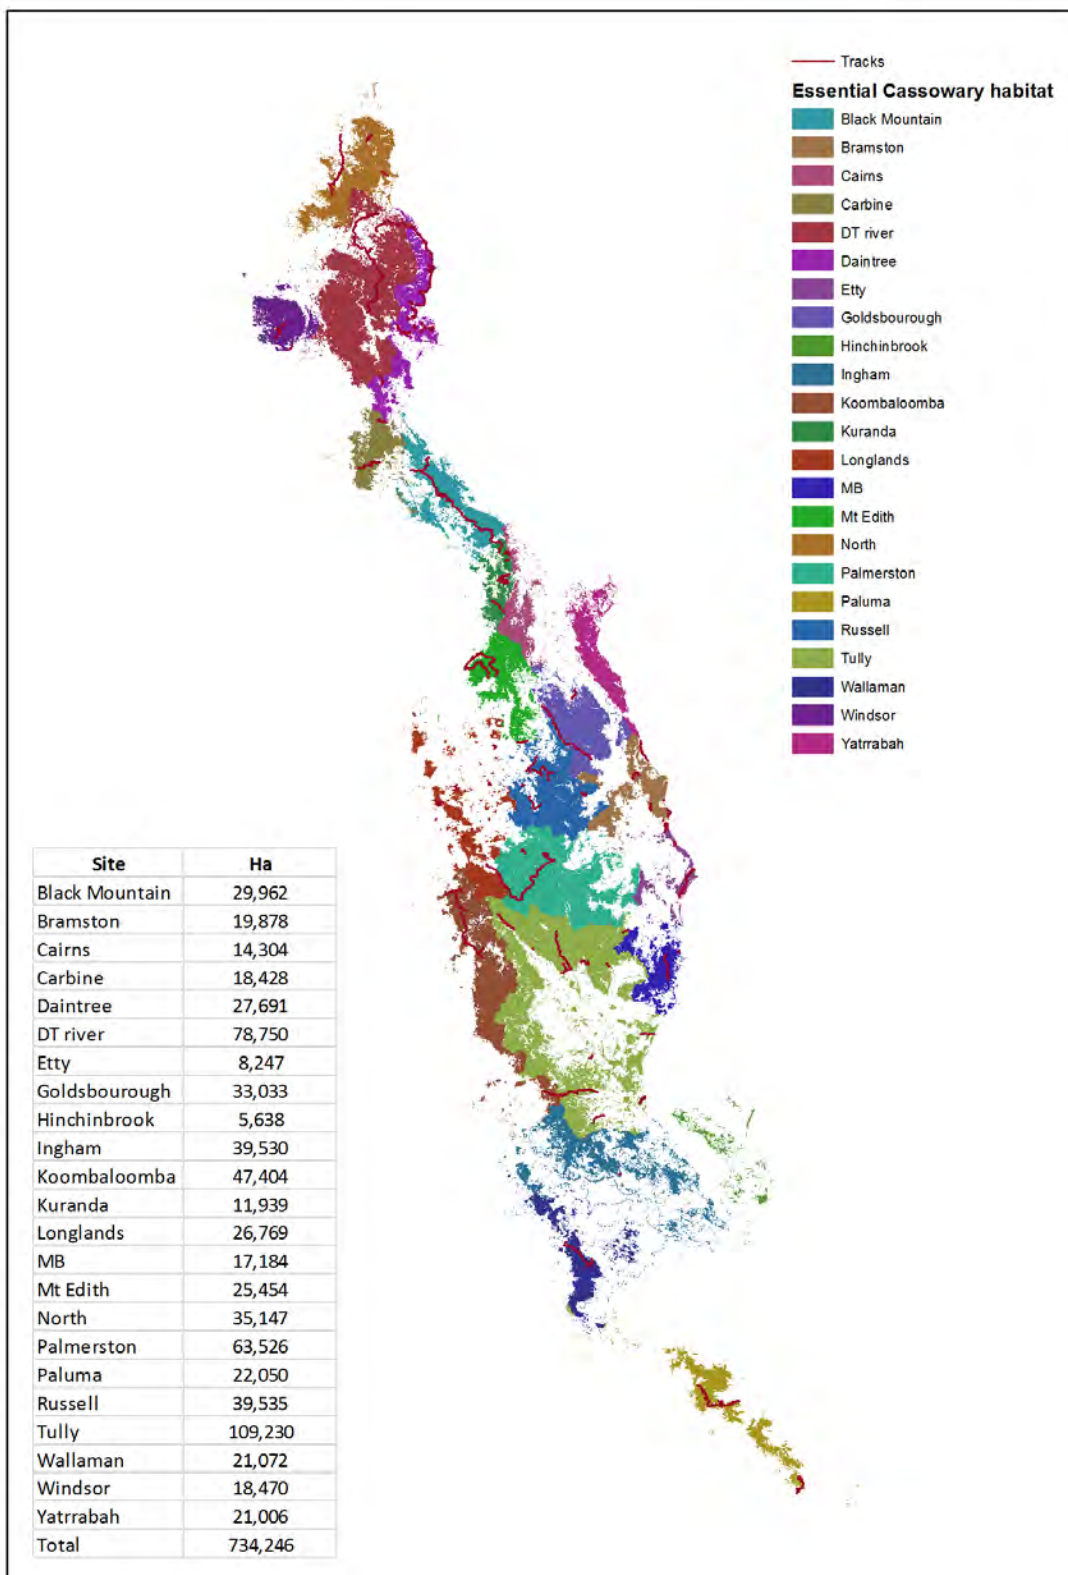 Tracks
Essential Cassowary habitat
Black Mountain
Bramston
Cairns
Carbine
DT river
Daintree
Etty
Goldsbourough
Hinchinbrook
Ingham
Koombaloomba
Kuranda
Longlands
MB
Mt Edith
North
Palmerston
Paluma
Russell
Tully
Wallaman
Windsor
Yatrrabah
Site Ha
Black Mountain 29,962
Bramston 19,878
Cairns 14,304
Carbine 18,428
Daintree 27,691
DT river 78,750
Etty 8,247
Goldsbourough 33,033
Hinchinbrook 5,638
Ingham 39,530
Koombaloomba 47,404
Kuranda 11,939
Longlands 26,769
MB 17,184
Mt Edith 25,454
North 35,147
Palmerston 63,526
Paluma 22,050
Russell 39,535
Tully 109,230
Wallaman 21,072
Windsor 18,470
Yatrrabah 21,006
Total 734,246